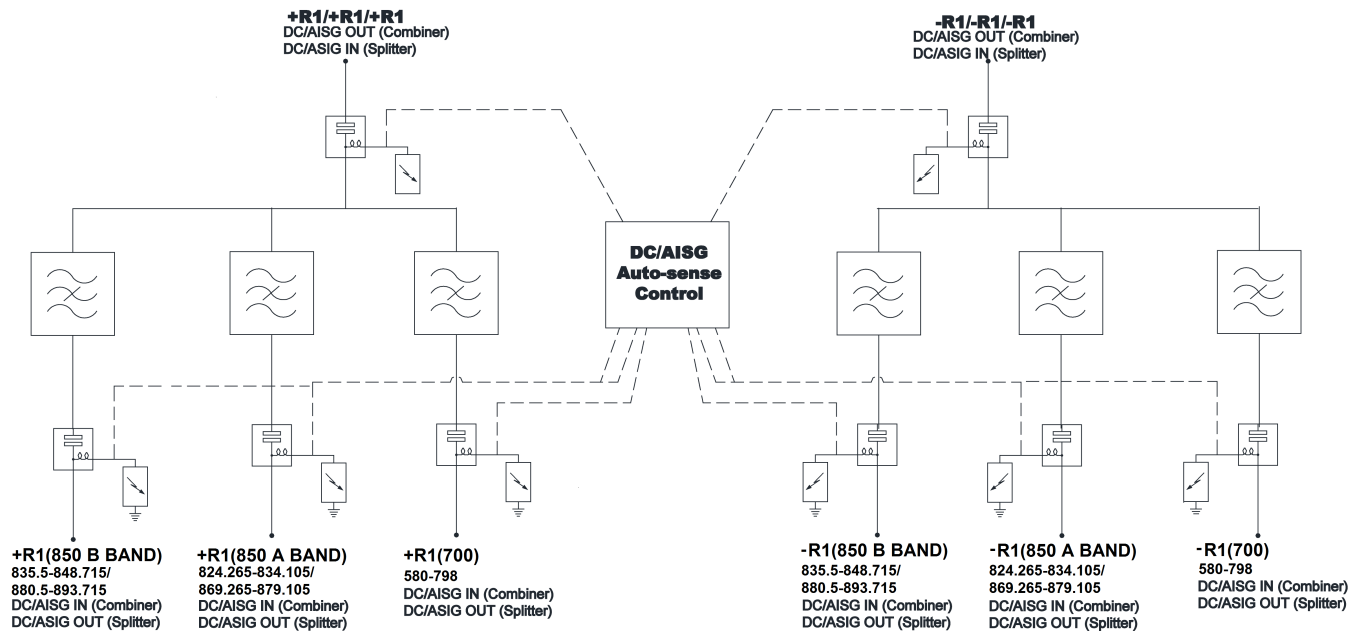 +R1/+R1/+R1
DC/AISG OUT (Combiner)
DC/ASIG IN (Splitter)
-R1/-R1/-R1
DC/AISG OUT (Combiner)
DC/ASIG IN (Splitter)
DC/AISG
Auto-sense
Control
+R1(850 B BAND)
835.5-848.715/
880.5-893.715
DC/AISG IN (Combiner)
DC/ASIG OUT (Splitter)
+R1(850 A BAND)
824.265-834.105/
869.265-879.105
DC/AISG IN (Combiner)
DC/ASIG OUT (Splitter)
+R1(700)
580-798
DC/AISG IN (Combiner)
DC/ASIG OUT (Splitter)
-R1(850 B BAND)
835.5-848.715/
880.5-893.715
DC/AISG IN (Combiner)
DC/ASIG OUT (Splitter)
-R1(850 A BAND)
824.265-834.105/
869.265-879.105
DC/AISG IN (Combiner)
DC/ASIG OUT (Splitter)
-R1(700)
580-798
DC/AISG IN (Combiner)
DC/ASIG OUT (Splitter)